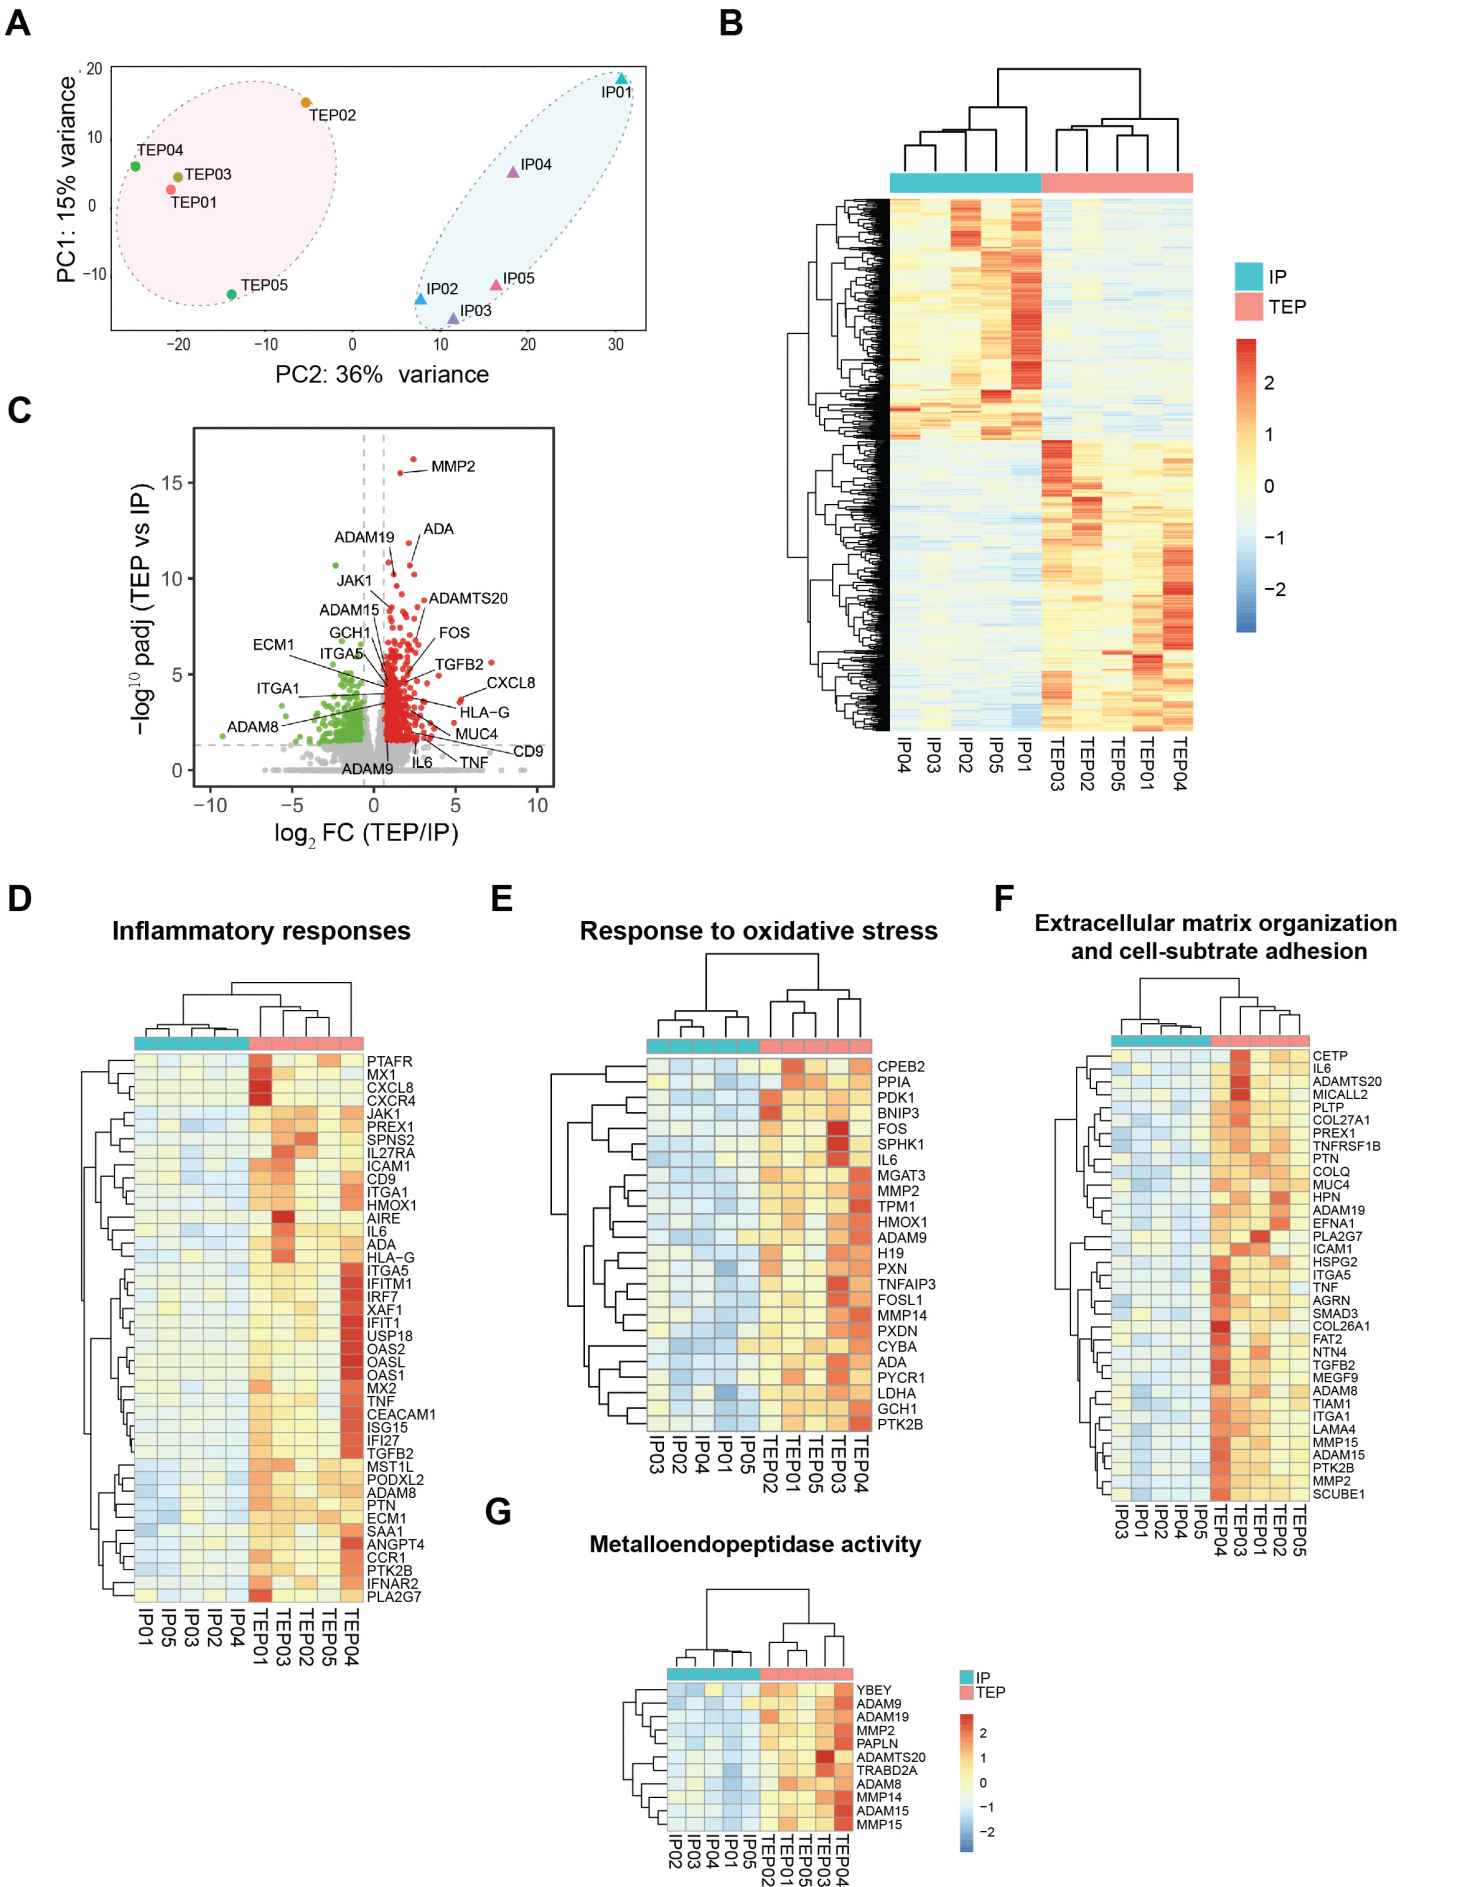 A
PC1: 15% variance
20
10
0
−10
TEP02
TEP04
TEP03
TEP01
TEP05
IP01
IP04
IP05
IP02
IP03
−20
−10
0
10
20
30
PC2: 36% variance
B
IP04
IP03
IP02
IP05
IP01
TEP03
TEP02
TEP05
TEP01
TEP04
IP
TEP
2
1
0
−1
−2
C
−log10 padj (TEP vs IP)
15
10
5
0
MMP2
ADA
ADAM19
JAK1
ADAMTS20
ADAM15
GCH1
FOS
ECM1
ITGA5
TGFB2
ITGA1
CXCL8
HLA−G
ADAM8
MUC4
CD9
ADAM9
IL6
TNF
−10
−5
0
5
10
log2 FC (TEP/IP)
D
Inflammatory responses
PTAFR
MX1
CXCL8
CXCR4
JAK1
PREX1
SPNS2
IL27RA
ICAM1
CD9
ITGA1
HMOX1
AIRE
IL6
ADA
HLA−G
ITGA5
IFITM1
IRF7
XAF1
IFIT1
USP18
OAS2
OASL
OAS1
MX2
TNF
CEACAM1
ISG15
IFI27
TGFB2
MST1L
PODXL2
ADAM8
PTN
ECM1
SAA1
ANGPT4
CCR1
PTK2B
IFNAR2
PLA2G7
IP01
IP05
IP03
IP02
IP04
TEP01
TEP03
TEP02
TEP05
TEP04
E
Response to oxidative stress
CPEB2
PPIA
PDK1
BNIP3
FOS
SPHK1
IL6
MGAT3
MMP2
TPM1
HMOX1
ADAM9
H19
PXN
TNFAIP3
FOSL1
MMP14
PXDN
CYBA
ADA
PYCR1
LDHA
GCH1
PTK2B
IP03
IP02
IP04
IP01
IP05
TEP02
TEP01
TEP05
TEP03
TEP04
F
Extracellular matrix organization
and cell-subtrate adhesion
CETP
IL6
ADAMTS20
MICALL2
PLTP
COL27A1
PREX1
TNFRSF1B
PTN
COLQ
MUC4
HPN
ADAM19
EFNA1
PLA2G7
ICAM1
HSPG2
ITGA5
TNF
AGRN
SMAD3
COL26A1
FAT2
NTN4
TGFB2
MEGF9
ADAM8
TIAM1
ITGA1
LAMA4
MMP15
ADAM15
PTK2B
MMP2
SCUBE1
IP03
IP01
IP02
IP04
IP05
TEP04
TEP03
TEP01
TEP02
TEP05
G
Metalloendopeptidase activity
YBEY
ADAM9
ADAM19
MMP2
PAPLN
ADAMTS20
TRABD2A
ADAM8
MMP14
ADAM15
MMP15
IP02
IP03
IP04
IP01
IP05
TEP02
TEP01
TEP05
TEP03
TEP04
IP
TEP
2
1
0
−1
−2